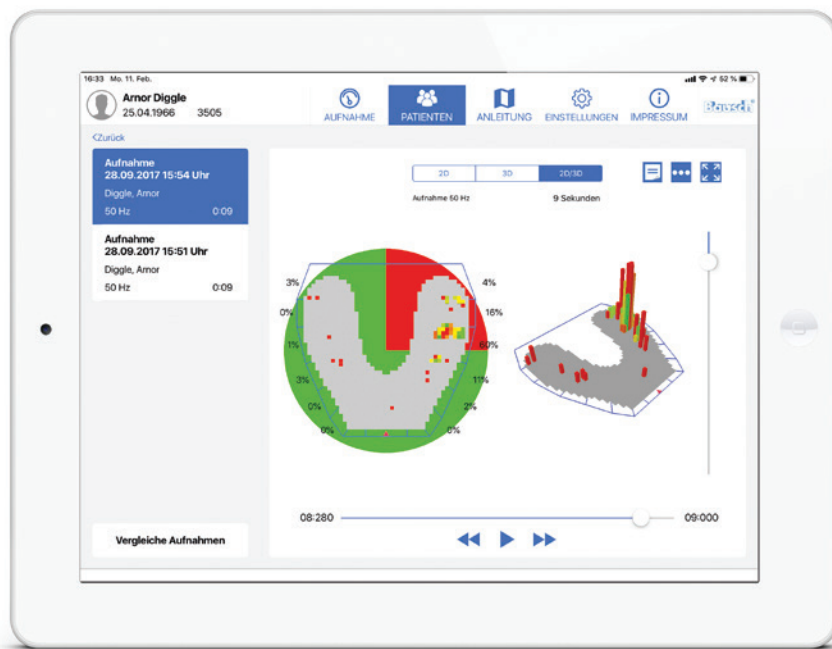 16:33 Mo. 11. Feb.
52 %
Arnor Diggle
25.04.1966 3505
AUFNAHME
PATIENTEN
ANLEITUNG
EINSTELLUNGEN
IMPRESSUM
Bausch
<Zurück
Aufnahme
28.09.2017 15:54 Uhr
Diggle, Arnor
50 Hz 0:09
Aufnahme
28.09.2017 15:51 Uhr
Diggle, Arnor
50 Hz 0:09
Vergleiche Aufnahmen
2D 3D 2D/3D
Aufnahme 50 Hz 9 Sekunden
3% 4%
0% 16%
1% 60%
3% 11%
0% 2%
0% 0%
08:280 09:000